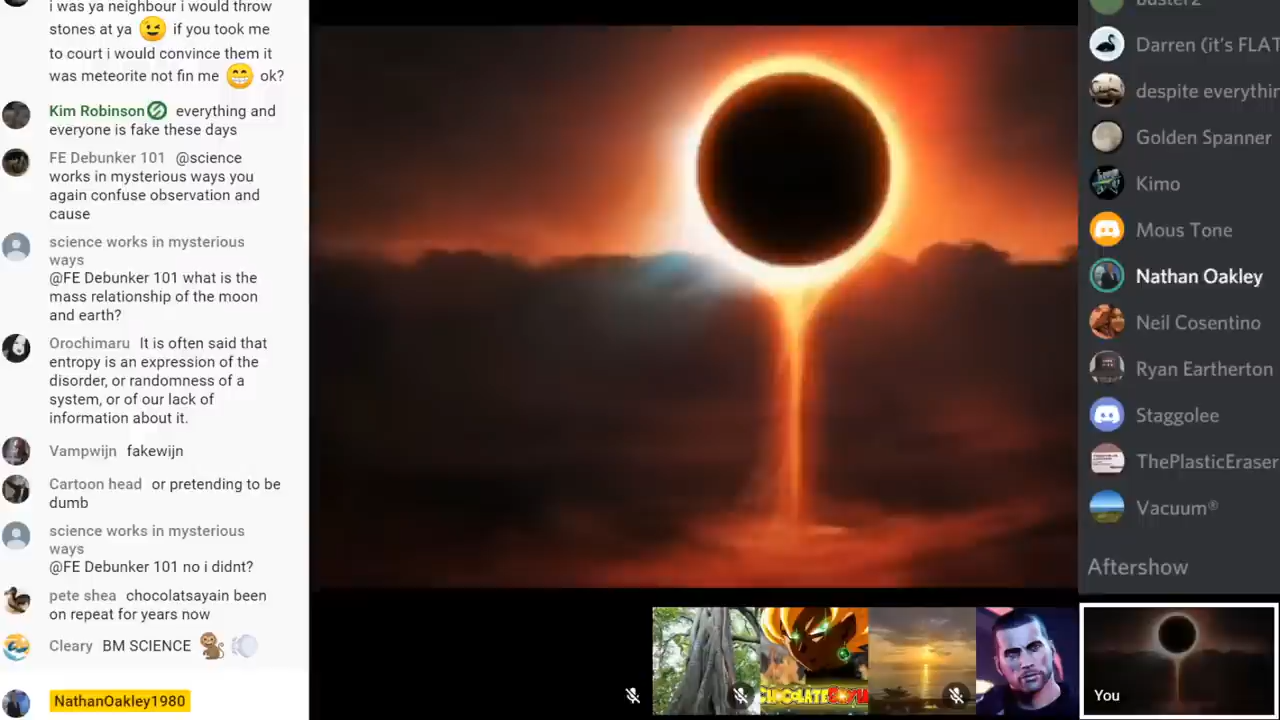 i was ya neighbour i would throw
stones at ya 😉 if you took me
to court i would convince them it
was meteorite not fin me 😁 ok?
Kim Robinson everything and
everyone is fake these days
FE Debunker 101 @science
works in mysterious ways you
again confuse observation and
cause
science works in mysterious
ways
@FE Debunker 101 what is the
mass relationship of the moon
and earth?
Orochimaru It is often said that
entropy is an expression of the
disorder, or randomness of a
system, or of our lack of
information about it.
Vampwijn fakewijn
Cartoon head or pretending to be
dumb
science works in mysterious
ways
@FE Debunker 101 no i didnt?
pete shea chocolatsayain been
on repeat for years now
Cleary BM SCIENCE 🐒💨
NathanOakley1980
Buster2
Darren (it's FLAT
despite everythin
Golden Spanner
Kimo
Mous Tone
Nathan Oakley
Neil Cosentino
Ryan Eartherton
Staggolee
ThePlasticEraser
Vacuum®
Aftershow
You